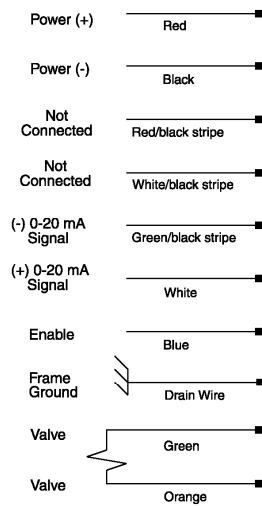 Power (+)
Red
Power (-)
Black
Not
Connected
Red/black stripe
Not
Connected
White/black stripe
(-) 0-20 mA
Signal
Green/black stripe
(+) 0-20 mA
Signal
White
Enable
Blue
Frame
Ground
Drain Wire
Valve
Green
Valve
Orange